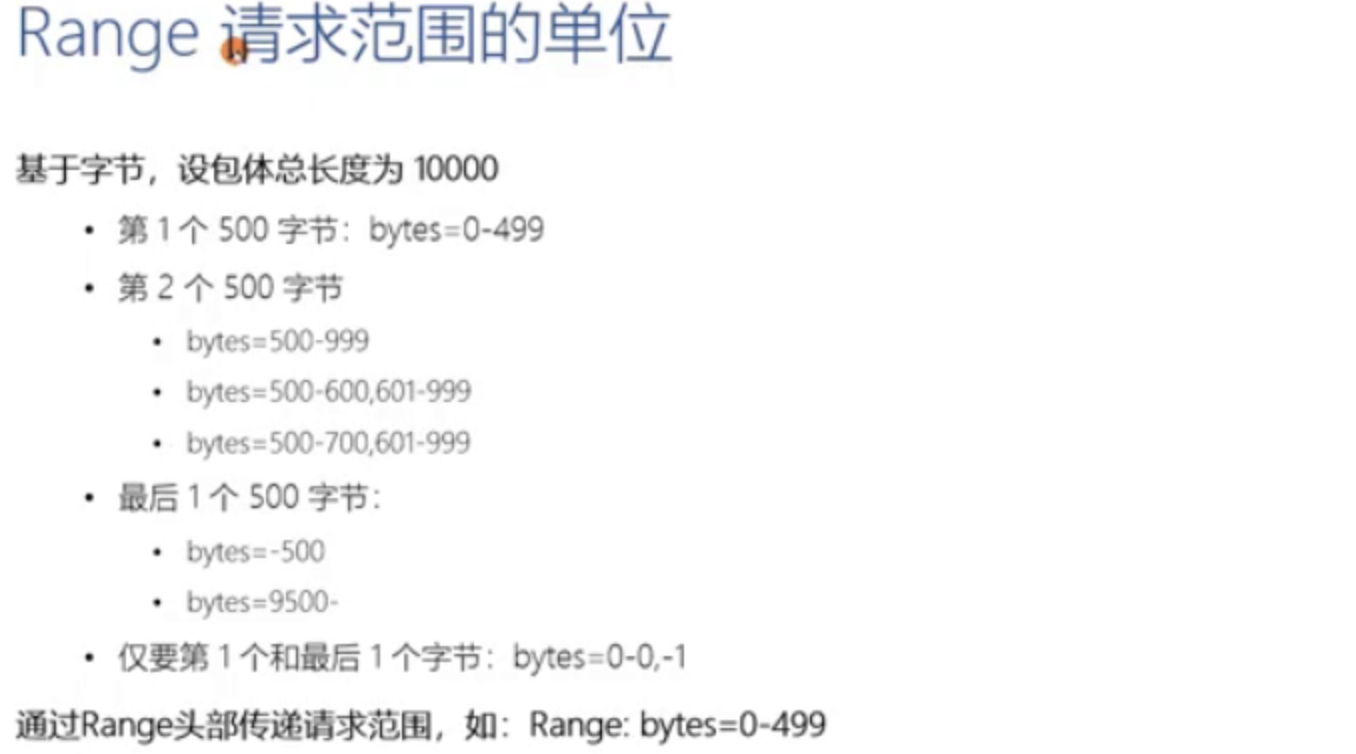 Range 请求范围的单位
基于字节，设包体总长度为 10000
• 第 1 个 500 字节：bytes=0-499
• 第 2 个 500 字节
• bytes=500-999
• bytes=500-600,601-999
• bytes=500-700,601-999
• 最后 1 个 500 字节：
• bytes=-500
• bytes=9500-
• 仅要第 1 个和最后 1 个字节：bytes=0-0,-1
通过Range头部传递请求范围，如：Range: bytes=0-499